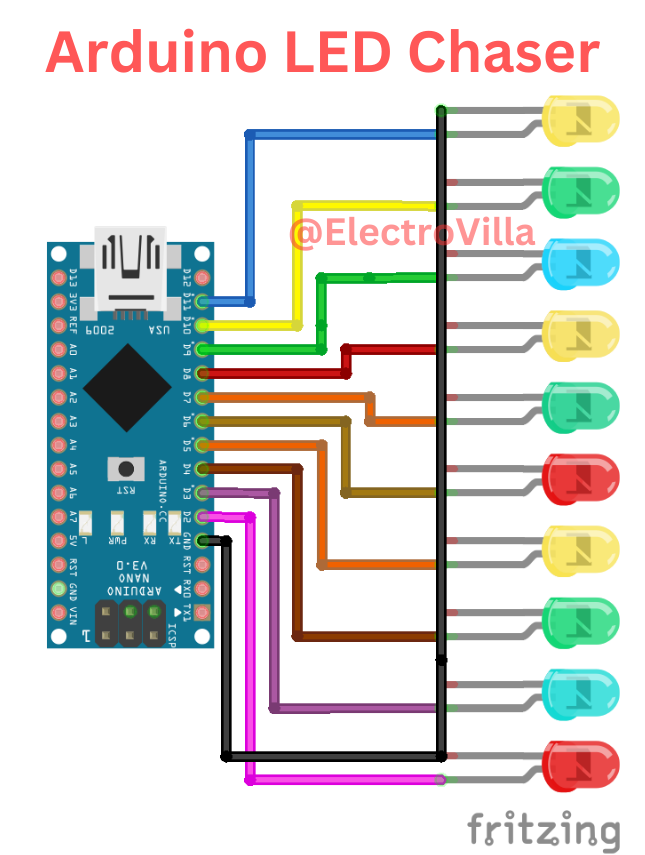 Arduino LED Chaser
@ElectroVilla
D13
3V3
REF
A0
A1
A2
A3
A4
A5
A6
A7
5V
RST
GND
VIN
D12
D11
D10
D9
D8
D7
D6
D5
D4
D3
D2
GND
RST
RX0
TX1
USA
2009
RST
ARDUINO.CC
TX
RX
PWR
L
ARDUINO
NANO
V3.0
ICSP
1
fritzing